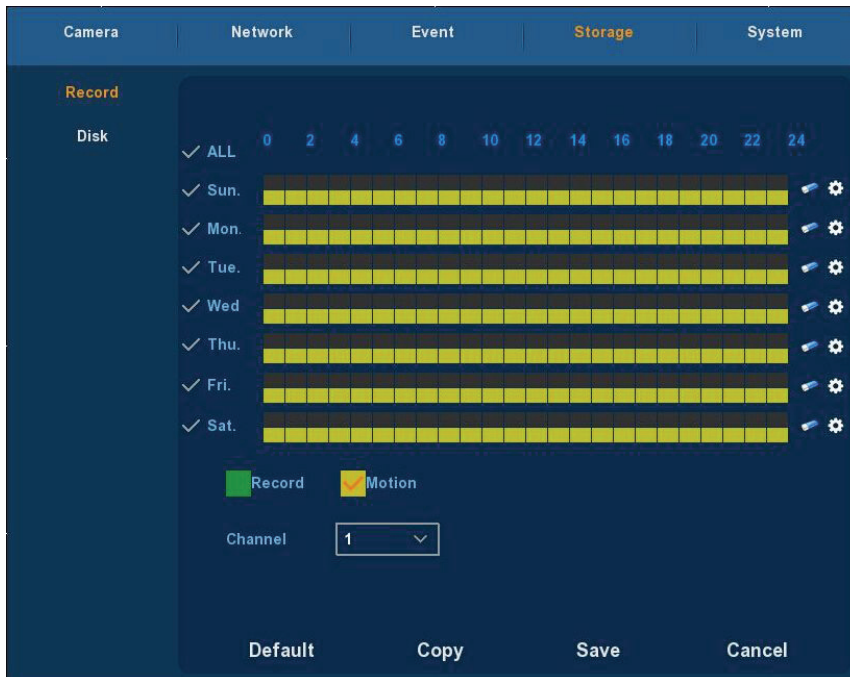 Camera Network Event Storage System
Record
Disk
0 2 4 6 8 10 12 14 16 18 20 22 24
ALL
Sun.
Mon.
Tue.
Wed
Thu.
Fri.
Sat.
Record Motion
Channel 1
Default Copy Save Cancel